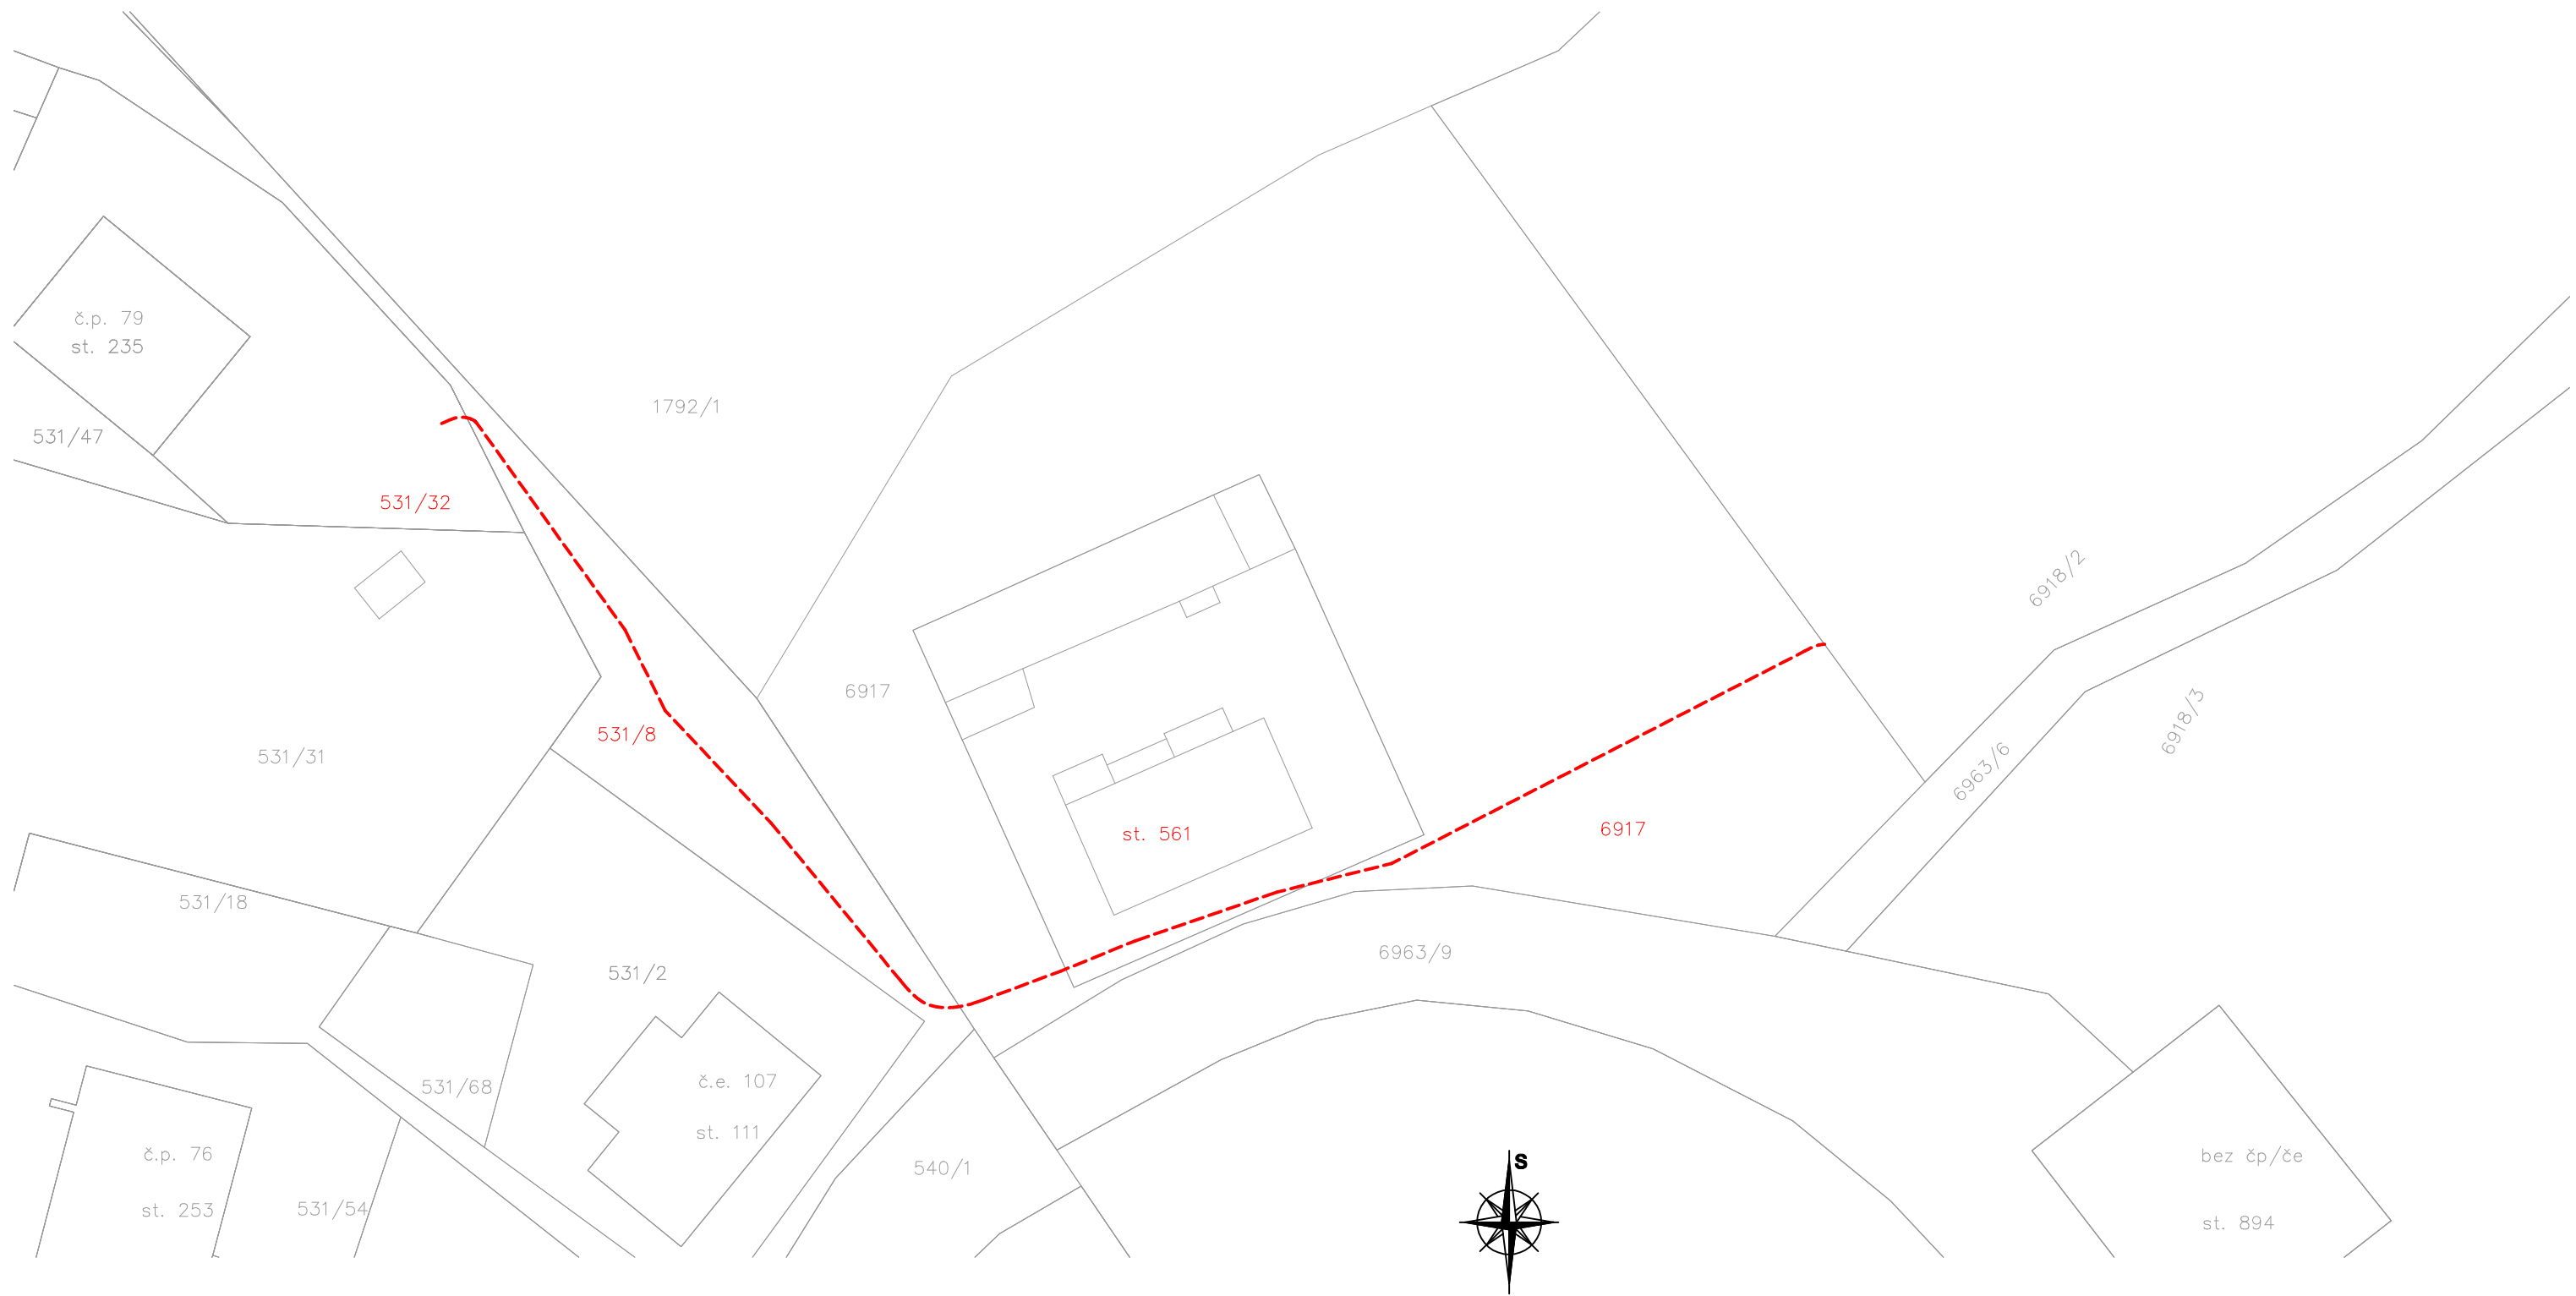 č.p. 79
st. 235
1792/1
531/47
531/32
6918/2
6917
6918/3
531/8
531/31
6963/6
6917
st. 561
531/18
6963/9
531/2
č.e. 107
531/68
st. 111
č.p. 76
bez čp/če
S
540/1
531/54
st. 253
st. 894